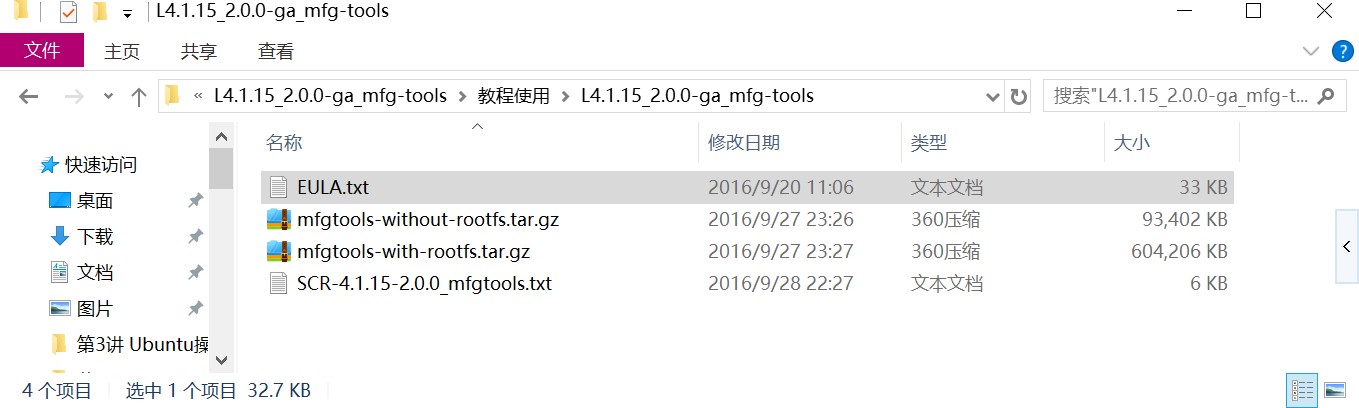 L4.1.15_2.0.0-ga_mfg-tools
文件 主页 共享 查看
« L4.1.15_2.0.0-ga_mfg-tools > 教程使用 > L4.1.15_2.0.0-ga_mfg-tools 搜索"L4.1.15_2.0.0-ga_mfg-t...
名称 修改日期 类型 大小
快速访问
桌面
下载
文档
图片
第3讲 Ubuntu操
EULA.txt 2016/9/20 11:06 文本文档 33 KB
mfgtools-without-rootfs.tar.gz 2016/9/27 23:26 360压缩 93,402 KB
mfgtools-with-rootfs.tar.gz 2016/9/27 23:27 360压缩 604,206 KB
SCR-4.1.15-2.0.0_mfgtools.txt 2016/9/28 22:27 文本文档 6 KB
4 个项目 选中 1 个项目 32.7 KB